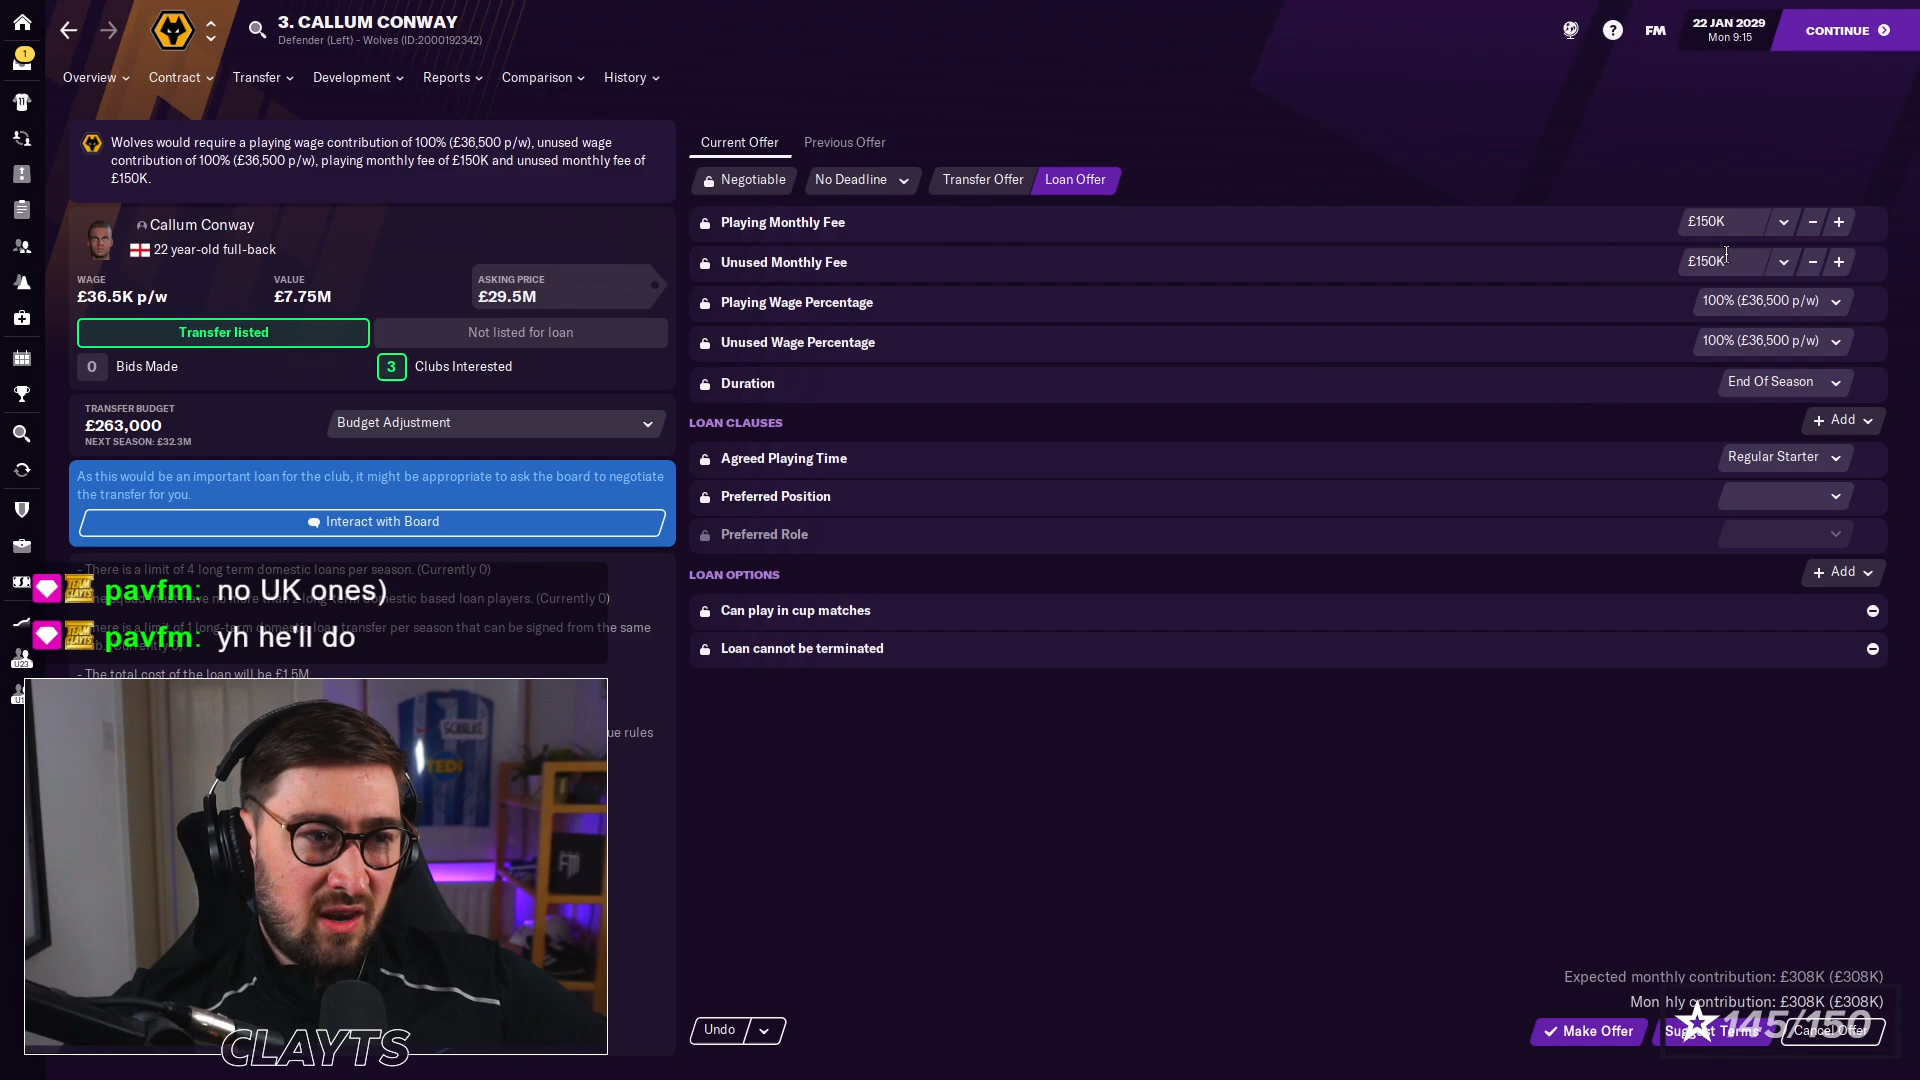 3. CALLUM CONWAY
Defender (Left) - Wolves (ID:2000192342)
FM
22 JAN 2029
Mon 9:15
CONTINUE
1
Overview
Contract
Transfer
Development
Reports
Comparison
History
Wolves would require a playing wage contribution of 100% (£36,500 p/w), unused wage
contribution of 100% (£36,500 p/w), playing monthly fee of £150K and unused monthly fee of
£150K.
Callum Conway
22 year-old full-back
WAGE
£36.5K p/w
VALUE
£7.75M
ASKING PRICE
£29.5M
Transfer listed
Not listed for loan
0 Bids Made
3 Clubs Interested
TRANSFER BUDGET
£263,000
NEXT SEASON: £32.3M
Budget Adjustment
As this would be an important loan for the club, it might be appropriate to ask the board to negotiate
the transfer for you.
Interact with Board
- There is a limit of 4 long term domestic loans per season. (Currently 0)
pavfm: no UK ones)
pavfm: yh he'll do
- The total cost of the loan will be £1.5M
ue rules
U23
TEDI
CLAYTS
Current Offer
Previous Offer
Negotiable
No Deadline
Transfer Offer
Loan Offer
Playing Monthly Fee
£150K
Unused Monthly Fee
£150K
Playing Wage Percentage
100% (£36,500 p/w)
Unused Wage Percentage
100% (£36,500 p/w)
Duration
End Of Season
LOAN CLAUSES
+ Add
Agreed Playing Time
Regular Starter
Preferred Position
Preferred Role
LOAN OPTIONS
+ Add
Can play in cup matches
Loan cannot be terminated
Expected monthly contribution: £308K (£308K)
Monthly contribution: £308K (£308K)
Undo
Make Offer
Suggest Terms
145/150
Cancel Offer